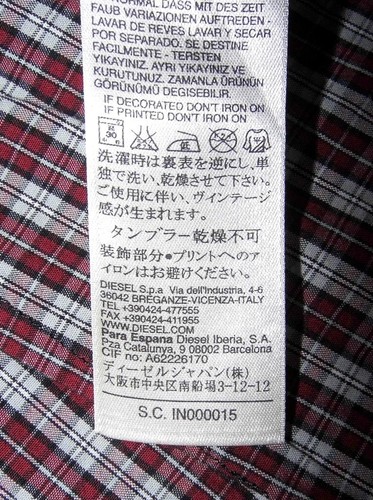 NORMAL DASS MIT DES ZEIT
FAUB VARIAZIONEN AUFTREDEN -
LAVAR DE REVES LAVAR Y SECAR
POR SEPARADO. SE DESTINE
FACILMENTE - TERSTEN
YIKAYINIZ. AYRI YIKAYINIZ VE
KURUTUNUZ. ZAMANLA ÜRÜNÜN
GÖRÜNÜMÜ DEGISEBILIR.
IF DECORATED DON'T IRON ON
IF PRINTED DON'T IRON ON
30
洗濯時は裏表を逆にし、単
独で洗い、乾燥させて下さい。
ご使用に伴い、ヴィンテージ
感が生まれます。
タンブラー乾燥不可
装飾部分●プリントへのア
イロンはお避けください。
DIESEL S.p.a Via dell'Industria, 4-6
36042 BREGANZE-VICENZA-ITALY
TEL +390424-477555
FAX +390424-411955
WWW.DIESEL.COM
Para Espana Diesel Iberia, S.A.
Pza Catalunya, 9 08002 Barcelona
CIF no: A62226170
ディーゼルジャパン(株)
大阪市中央区南船場3-12-12
S.C. IN000015